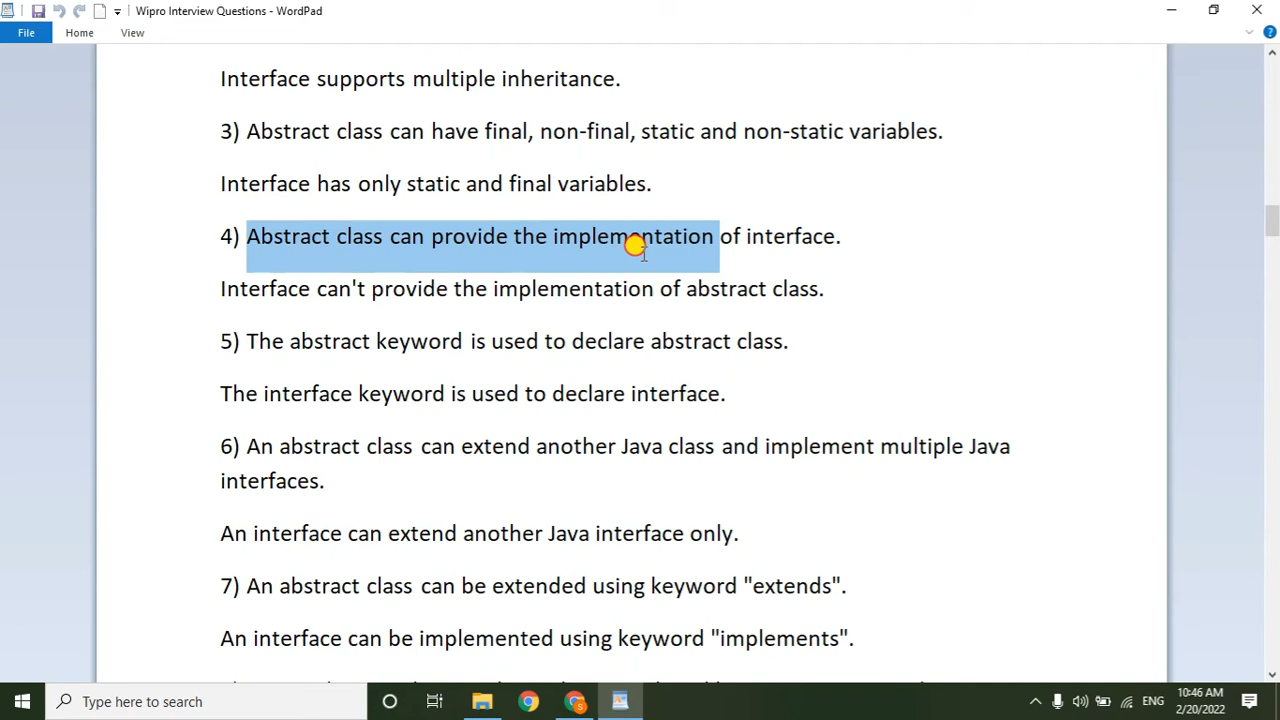 Wipro Interview Questions - WordPad
File Home View
Interface supports multiple inheritance.
3) Abstract class can have final, non-final, static and non-static variables.
Interface has only static and final variables.
4) Abstract class can provide the implementation of interface.
Interface can't provide the implementation of abstract class.
5) The abstract keyword is used to declare abstract class.
The interface keyword is used to declare interface.
6) An abstract class can extend another Java class and implement multiple Java
interfaces.
An interface can extend another Java interface only.
7) An abstract class can be extended using keyword "extends".
An interface can be implemented using keyword "implements".
Type here to search
ENG
10:46 AM
2/20/2022